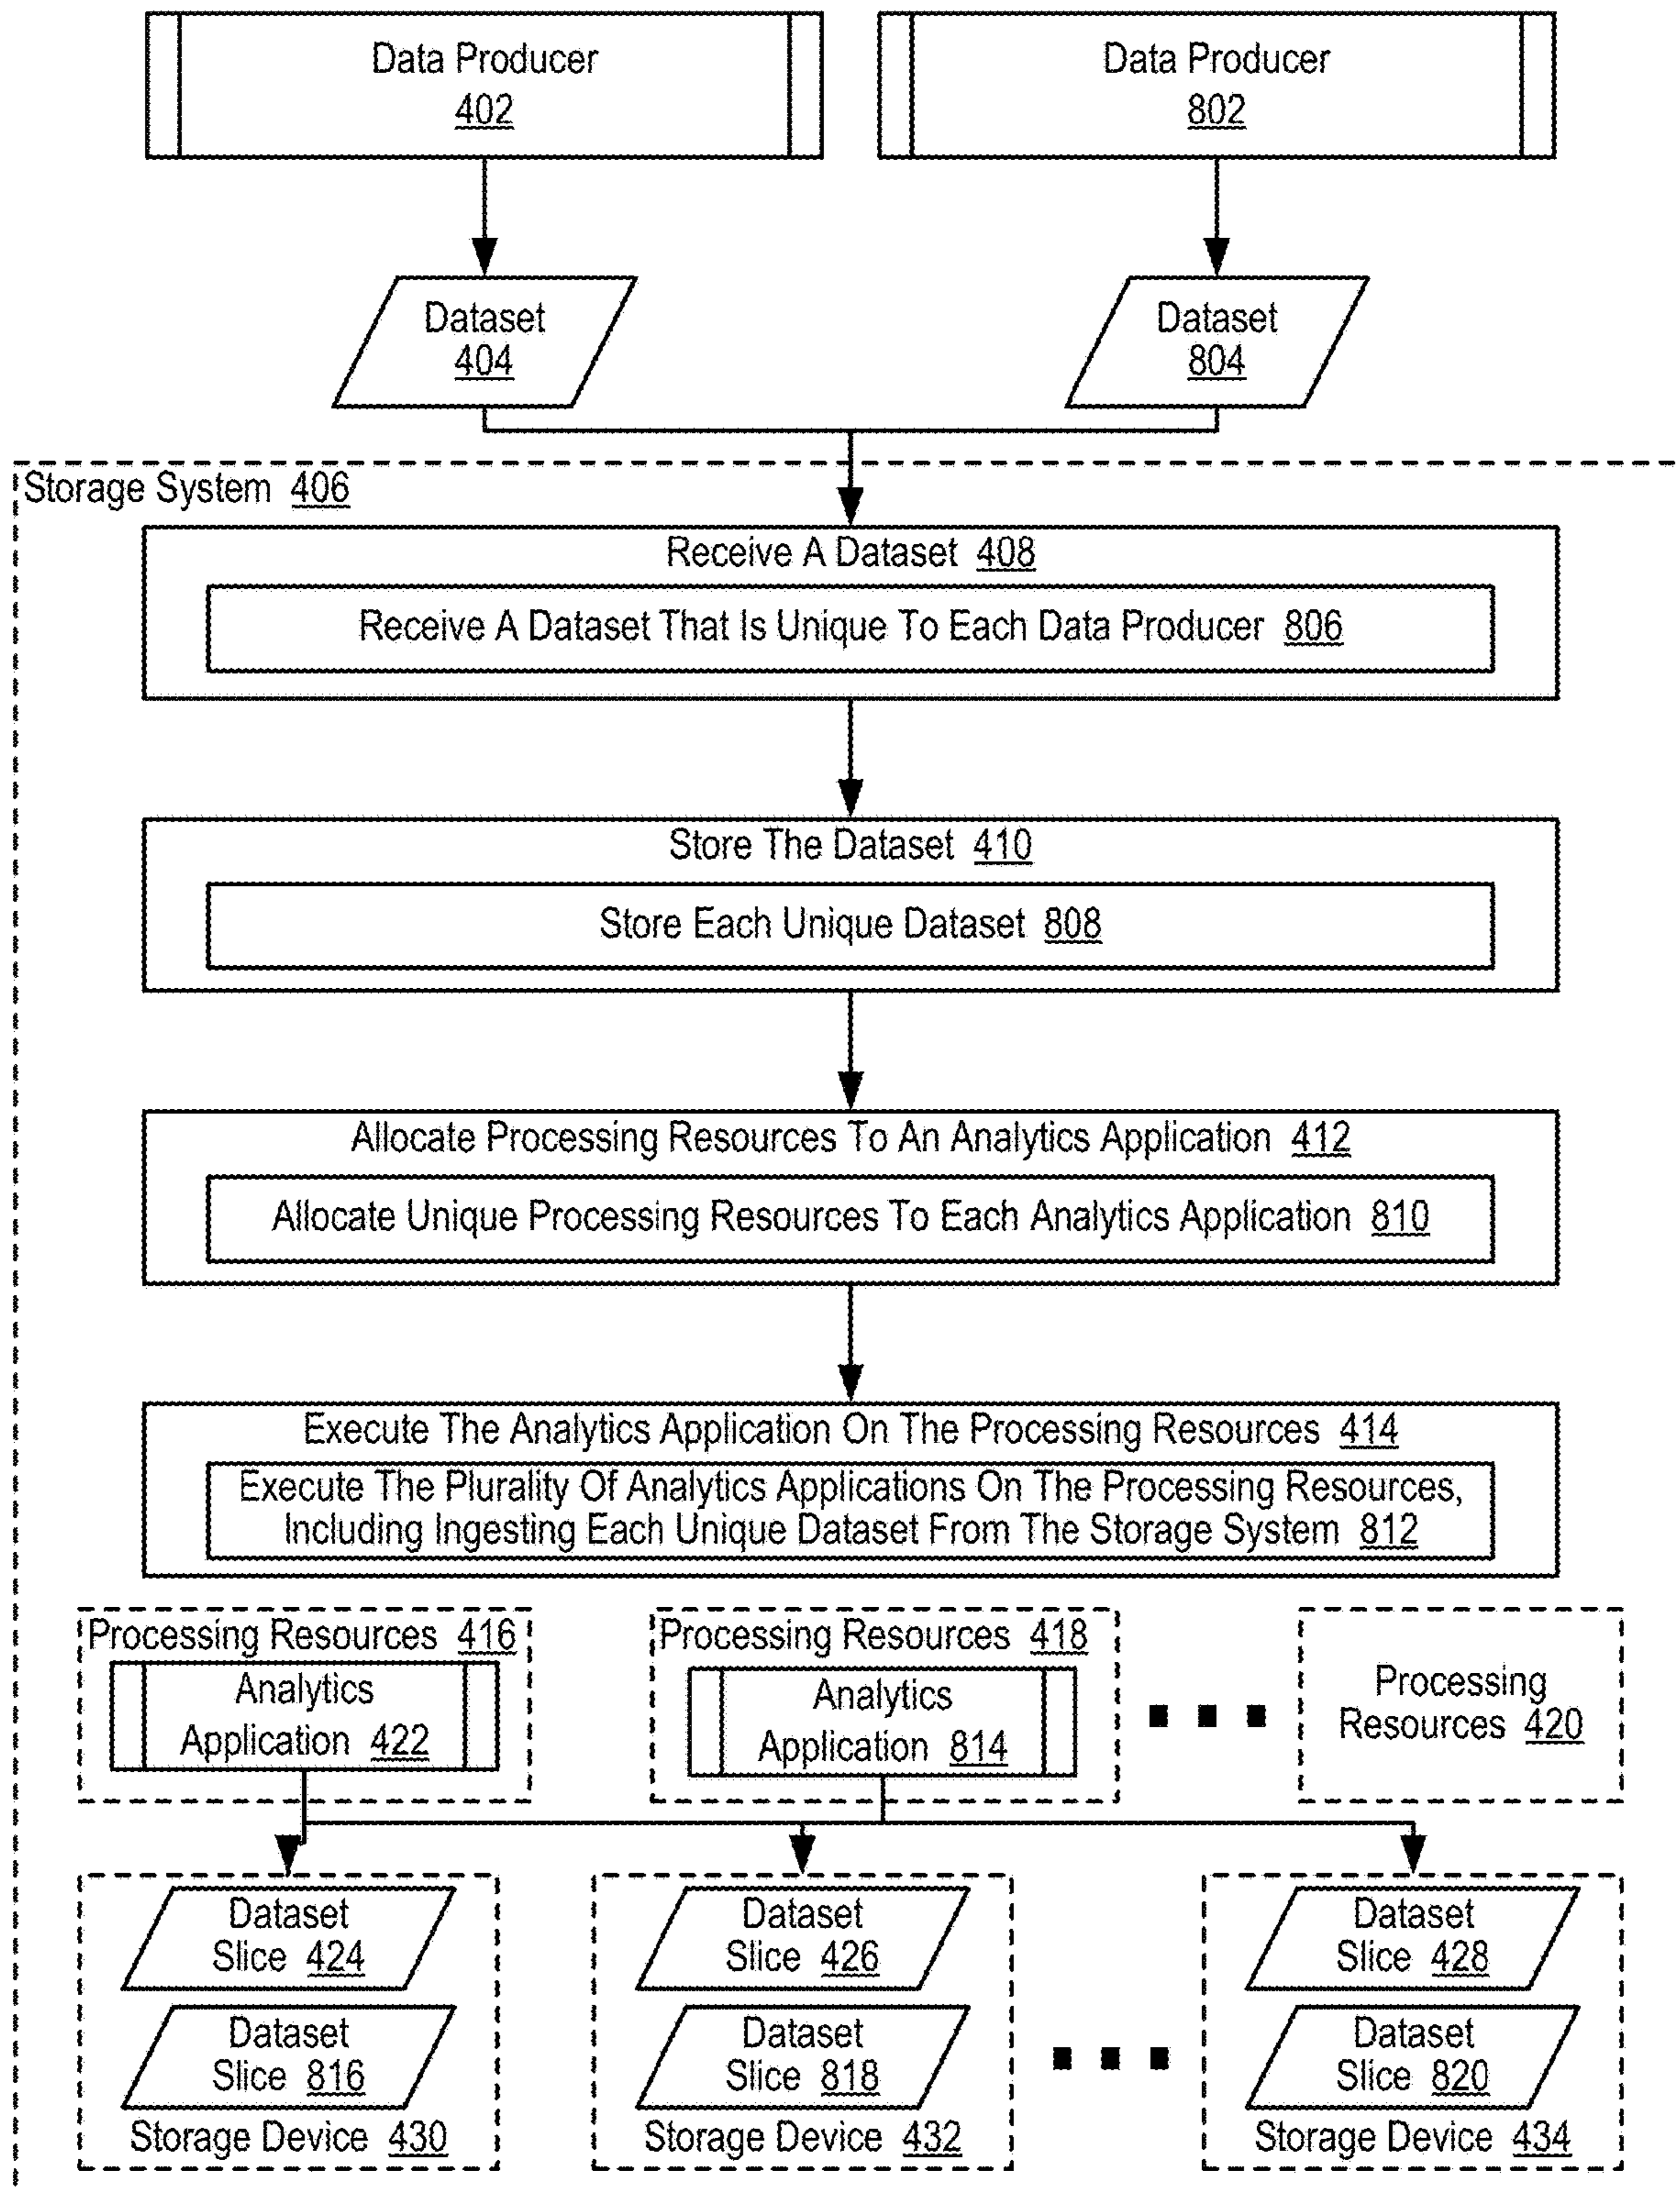 Data Producer
402
Data Producer
802
Dataset
404
Dataset
804
Storage System 406
Receive A Dataset 408
Receive A Dataset That Is Unique To Each Data Producer 806
Store The Dataset 410
Store Each Unique Dataset 808
Allocate Processing Resources To An Analytics Application 412
Allocate Unique Processing Resources To Each Analytics Application 810
Execute The Analytics Application On The Processing Resources 414
Execute The Plurality Of Analytics Applications On The Processing Resources,
Including Ingesting Each Unique Dataset From The Storage System 812
Processing Resources 416
Analytics
Application 422
Processing Resources 418
Analytics
Application 814
Processing
Resources 420
Dataset
Slice 424
Dataset
Slice 816
Storage Device 430
Dataset
Slice 426
Dataset
Slice 818
Storage Device 432
Dataset
Slice 428
Dataset
Slice 820
Storage Device 434